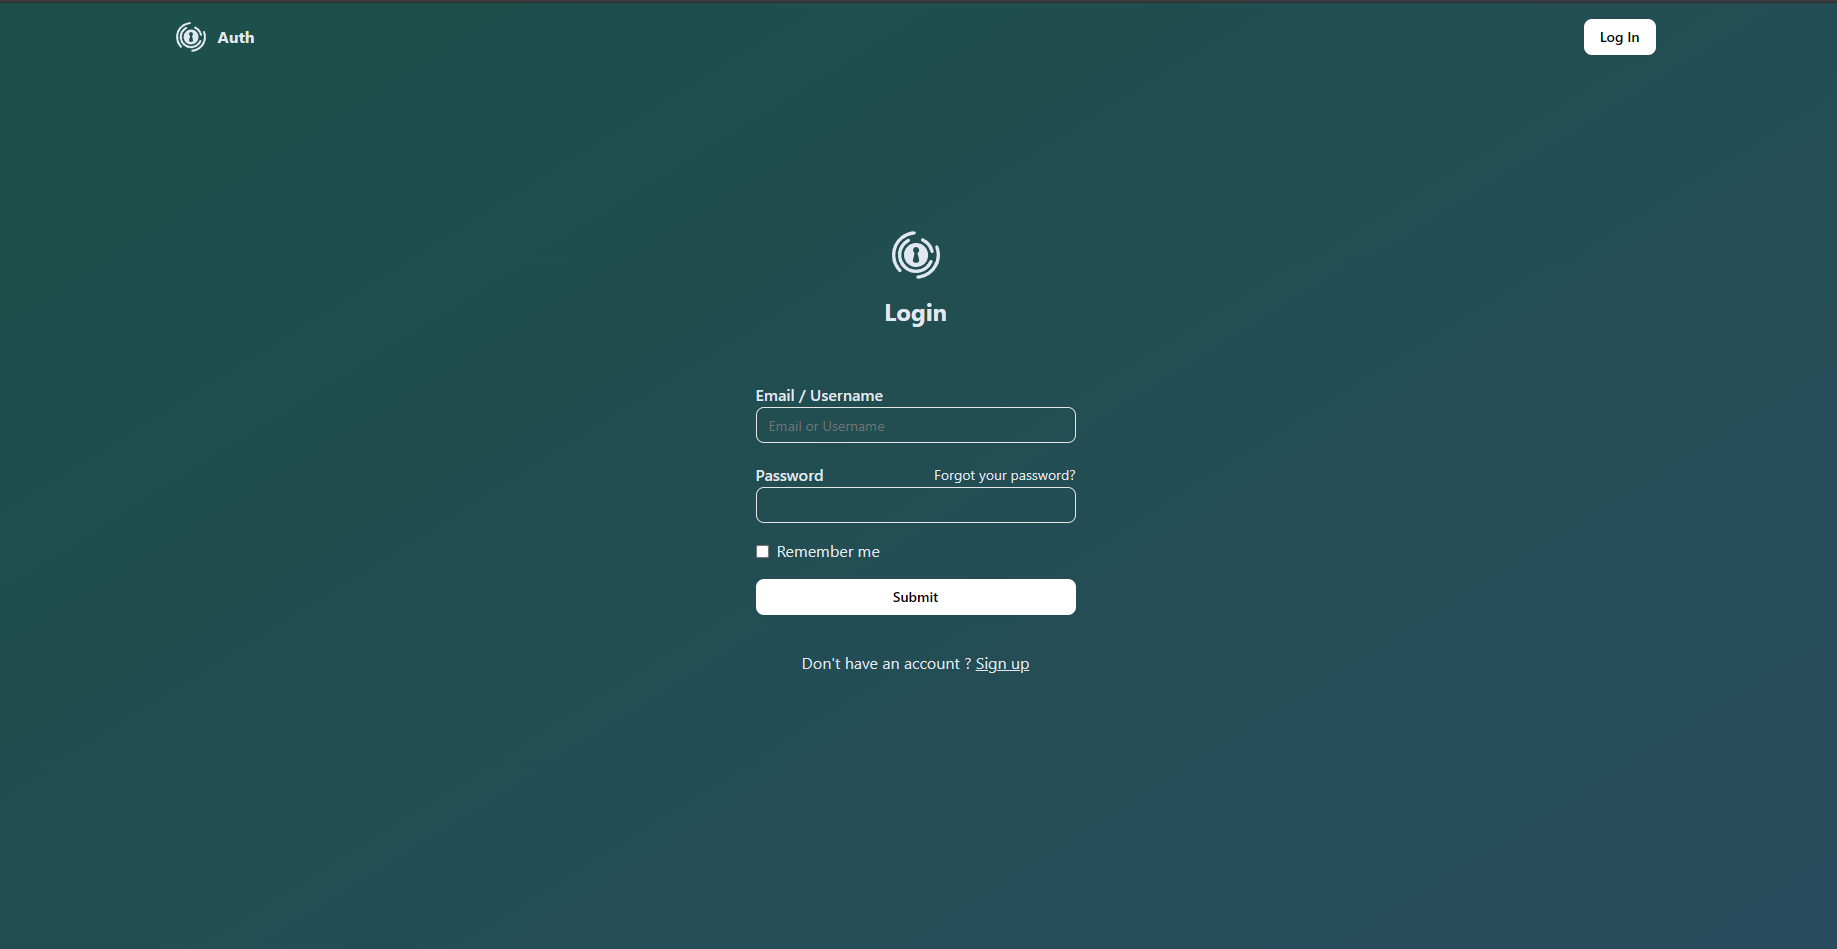 Auth
Log In
Login
Email / Username
Email or Username
Password Forgot your password?
Remember me
Submit
Don't have an account ? Sign up